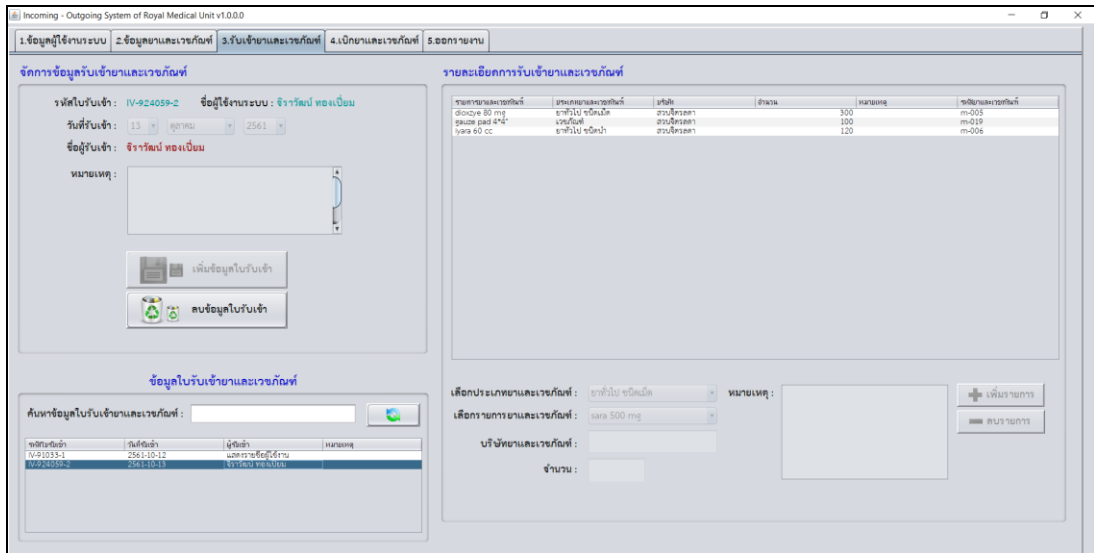 Incoming - Outgoing System of Royal Medical Unit v1.0.0.0
1.ข้อมูลผู้ใช้งานระบบ 2.ข้อมูลยาและเวชภัณฑ์ 3.รับเข้ายาและเวชภัณฑ์ 4.เบิกยาและเวชภัณฑ์ 5.ออกรายงาน
จัดการข้อมูลรับเข้ายาและเวชภัณฑ์
รหัสใบรับเข้า : IV-924059-2 ชื่อผู้ใช้งานระบบ : จิราวัฒน์ ทองเปี่ยม
วันที่รับเข้า : 13 ตุลาคม 2561
ชื่อผู้รับเข้า : จิราวัฒน์ ทองเปี่ยม
หมายเหตุ :
เพิ่มข้อมูลใบรับเข้า
ลบข้อมูลใบรับเข้า
ข้อมูลใบรับเข้ายาและเวชภัณฑ์
ค้นหาข้อมูลใบรับเข้ายาและเวชภัณฑ์ :
รหัสใบรับเข้า วันที่รับเข้า ผู้รับเข้า หมายเหตุ
IV-91033-1 2561-10-12 แสดงรายชื่อผู้ใช้งาน
IV-924059-2 2561-10-13 จิราวัฒน์ ทองเปี่ยม
รายละเอียดการรับเข้ายาและเวชภัณฑ์
รายการยาและเวชภัณฑ์ ประเภทยาและเวชภัณฑ์ บริษัท จำนวน หมายเหตุ รหัสยาและเวชภัณฑ์
dioxzye 80 mg ยาทั่วไป ชนิดเม็ด สวนจิตรลดา 300 m-005
gauze pad 4*4" เวชภัณฑ์ สวนจิตรลดา 100 m-019
lyara 60 cc ยาทั่วไป ชนิดน้ำ สวนจิตรลดา 120 m-006
เลือกประเภทยาและเวชภัณฑ์ : ยาทั่วไป ชนิดเม็ด หมายเหตุ : เพิ่มรายการ
เลือกรายการยาและเวชภัณฑ์ : sara 500 mg ลบรายการ
บริษัทยาและเวชภัณฑ์ :
จำนวน :